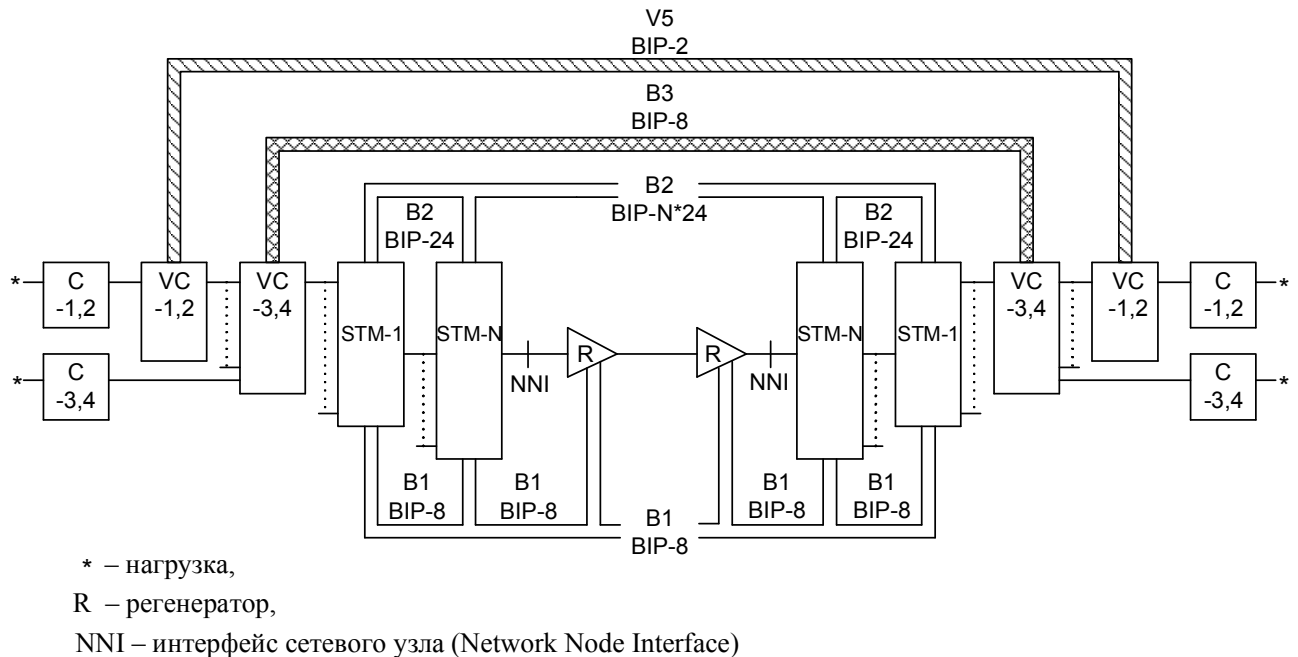 V5
BIP-2
B3
BIP-8
B2
BIP-N*24
B2
BIP-24
B2
BIP-24
*
C
-1,2
VC
-1,2
VC
-3,4
STM-1
STM-N
NNI
R
R
NNI
STM-N
STM-1
VC
-3,4
VC
-1,2
C
-1,2
*
*
C
-3,4
C
-3,4
*
B1
BIP-8
B1
BIP-8
B1
BIP-8
B1
BIP-8
B1
BIP-8
* – нагрузка,
R – регенератор,
NNI – интерфейс сетевого узла (Network Node Interface)